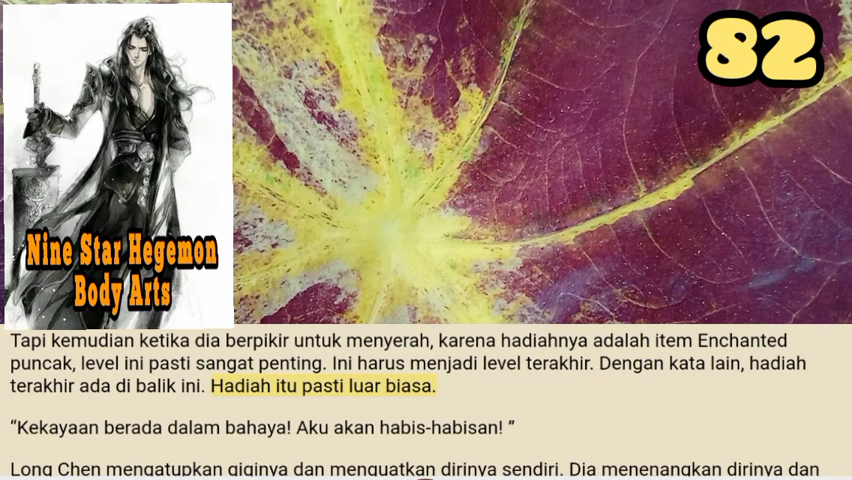 82
Nine Star Hegemon
Body Arts
Tapi kemudian ketika dia berpikir untuk menyerah, karena hadiahnya adalah item Enchanted
puncak, level ini pasti sangat penting. Ini harus menjadi level terakhir. Dengan kata lain, hadiah
terakhir ada di balik ini. Hadiah itu pasti luar biasa.
“Kekayaan berada dalam bahaya! Aku akan habis-habisan! ”
Long Chen mengatupkan giginya dan menguatkan dirinya sendiri. Dia menenangkan dirinya dan